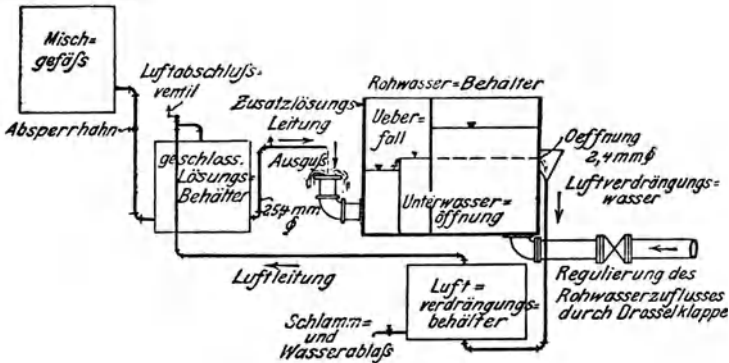 Misch=
gefäß
Luftabschluß=
ventil
Absperrhahn
Zusatzlösungs=
Leitung
Ausguß
geschloss.
Lösungs=
Behälter
254 mm
ϕ
Rohwasser=Behälter
Ueber=
fall
Unterwasser=
öffnung
Oeffnung
2,4 mm ϕ
Luftverdrängungs=
wasser
Luftleitung
Luft=
verdrängungs=
behälter
Schlamm=
und
Wasserablaß
Regulierung des
Rohwasserzuflusses
durch Drosselklappe